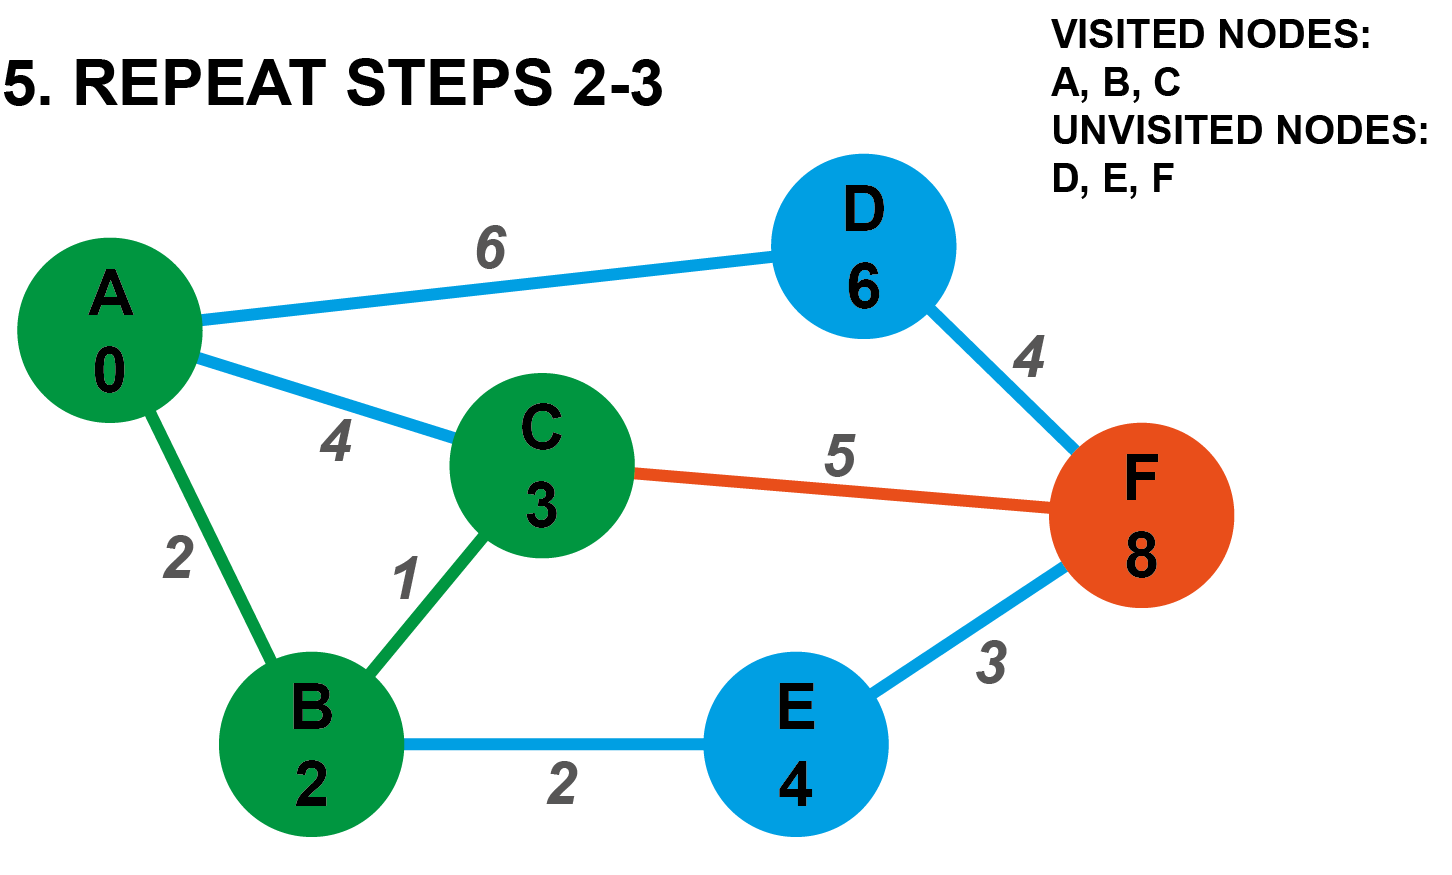 VISITED NODES:
A, B, C
UNVISITED NODES:
D, E, F
5. REPEAT STEPS 2-3
D
6
6
A
0
4
C
3
4
5
F
8
2
1
3
B
2
E
4
2